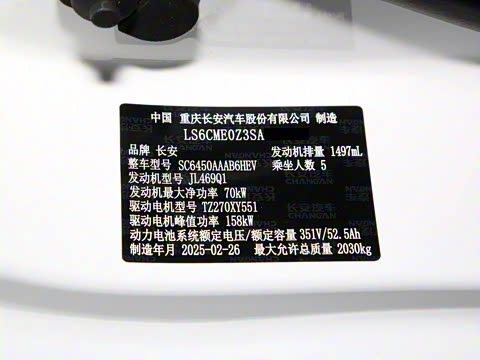 中国 重庆长安汽车股份有限公司 制造
LS6CME0Z3SA
品牌 长安 发动机排量 1497mL
整车型号 SC6450AAAB6HEV 乘坐人数 5
发动机型号 JL469Q1
发动机最大净功率 70kW
驱动电机型号 TZ270XY551
驱动电机峰值功率 158kW
动力电池系统额定电压/额定容量 351V/52.5Ah
制造年月 2025-02-26 最大允许总质量 2030kg